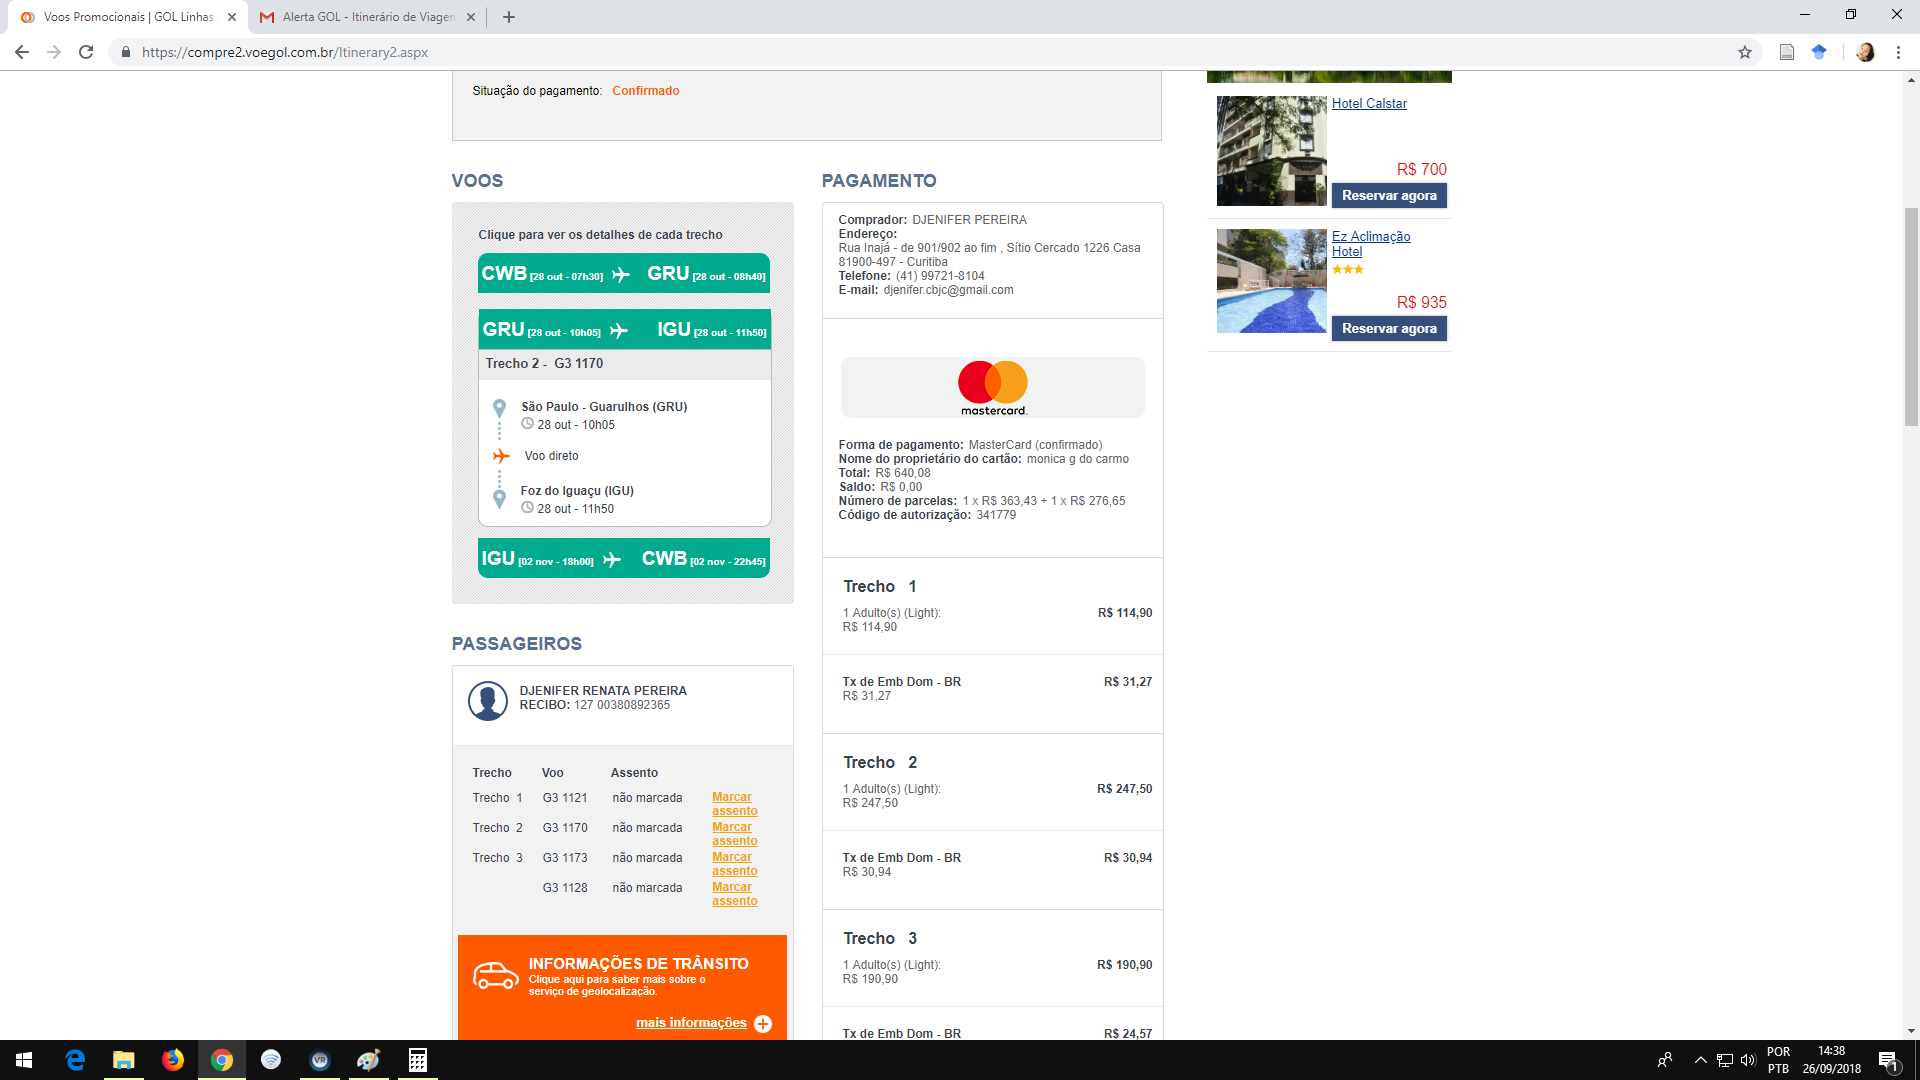 Voos Promocionais | GOL Linhas
Alerta GOL - Itinerário de Viagem
https://compre2.voegol.com.br/Itinerary2.aspx
Situação do pagamento: Confirmado
VOOS
Clique para ver os detalhes de cada trecho
CWB [28 out - 07h30] GRU [28 out - 08h40]
GRU [28 out - 10h05] IGU [28 out - 11h50]
Trecho 2 - G3 1170
São Paulo - Guarulhos (GRU)
28 out - 10h05
Voo direto
Foz do Iguaçu (IGU)
28 out - 11h50
IGU [02 nov - 18h00] CWB [02 nov - 22h45]
PASSAGEIROS
DJENIFER RENATA PEREIRA
RECIBO: 127 00380892365
Trecho Voo Assento
Trecho 1 G3 1121 não marcada Marcar
assento
Trecho 2 G3 1170 não marcada Marcar
assento
Trecho 3 G3 1173 não marcada Marcar
assento
G3 1128 não marcada Marcar
assento
INFORMAÇÕES DE TRÂNSITO
Clique aqui para saber mais sobre o
serviço de geolocalização.
mais informações
PAGAMENTO
Comprador: DJENIFER PEREIRA
Endereço:
Rua Inajá - de 901/902 ao fim , Sítio Cercado 1226 Casa
81900-497 - Curitiba
Telefone: (41) 99721-8104
E-mail: djenifer.cbjc@gmail.com
mastercard.
Forma de pagamento: MasterCard (confirmado)
Nome do proprietário do cartão: monica g do carmo
Total: R$ 640,08
Saldo: R$ 0,00
Número de parcelas: 1 x R$ 363,43 + 1 x R$ 276,65
Código de autorização: 341779
Trecho 1
1 Adulto(s) (Light): R$ 114,90
R$ 114,90
Tx de Emb Dom - BR R$ 31,27
R$ 31,27
Trecho 2
1 Adulto(s) (Light): R$ 247,50
R$ 247,50
Tx de Emb Dom - BR R$ 30,94
R$ 30,94
Trecho 3
1 Adulto(s) (Light): R$ 190,90
R$ 190,90
Tx de Emb Dom - BR R$ 24,57
Hotel Calstar
R$ 700
Reservar agora
Ez Aclimação
Hotel
R$ 935
Reservar agora
VR
POR
PTB
14:38
26/09/2018
1